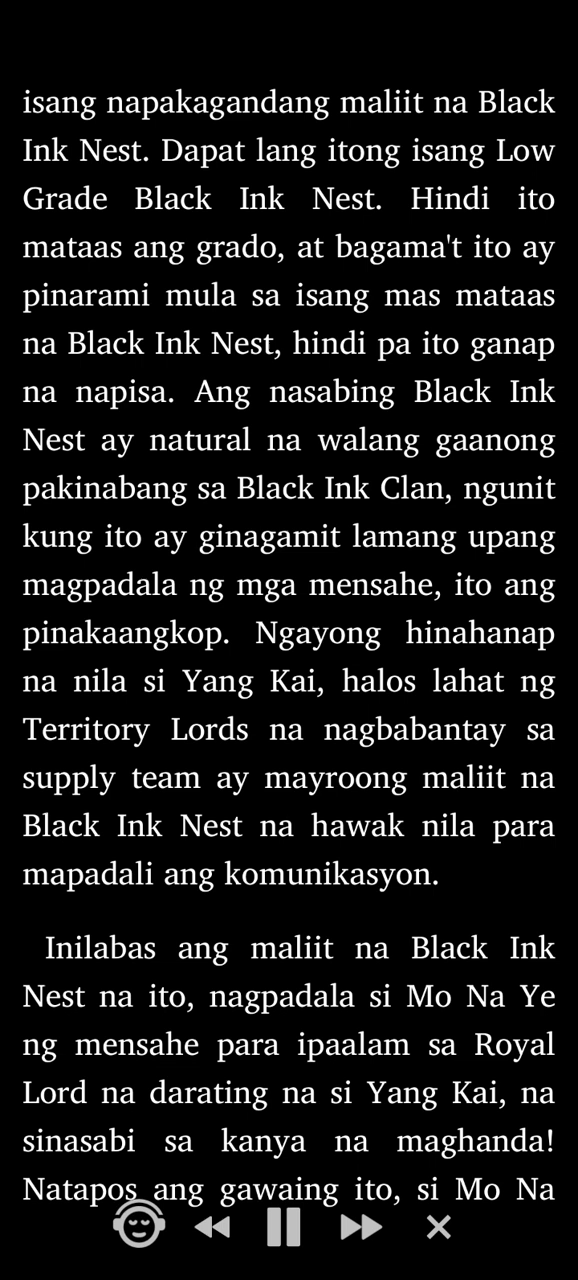 isang napakagandang maliit na Black
Ink Nest. Dapat lang itong isang Low
Grade Black Ink Nest. Hindi ito
mataas ang grado, at bagama't ito ay
pinarami mula sa isang mas mataas
na Black Ink Nest, hindi pa ito ganap
na napisa. Ang nasabing Black Ink
Nest ay natural na walang gaanong
pakinabang sa Black Ink Clan, ngunit
kung ito ay ginagamit lamang upang
magpadala ng mga mensahe, ito ang
pinakaangkop. Ngayong hinahanap
na nila si Yang Kai, halos lahat ng
Territory Lords na nagbabantay sa
supply team ay mayroong maliit na
Black Ink Nest na hawak nila para
mapadali ang komunikasyon.
Inilabas ang maliit na Black Ink
Nest na ito, nagpadala si Mo Na Ye
ng mensahe para ipaalam sa Royal
Lord na darating na si Yang Kai, na
sinasabi sa kanya na maghanda!
Natapos ang gawaing ito, si Mo Na